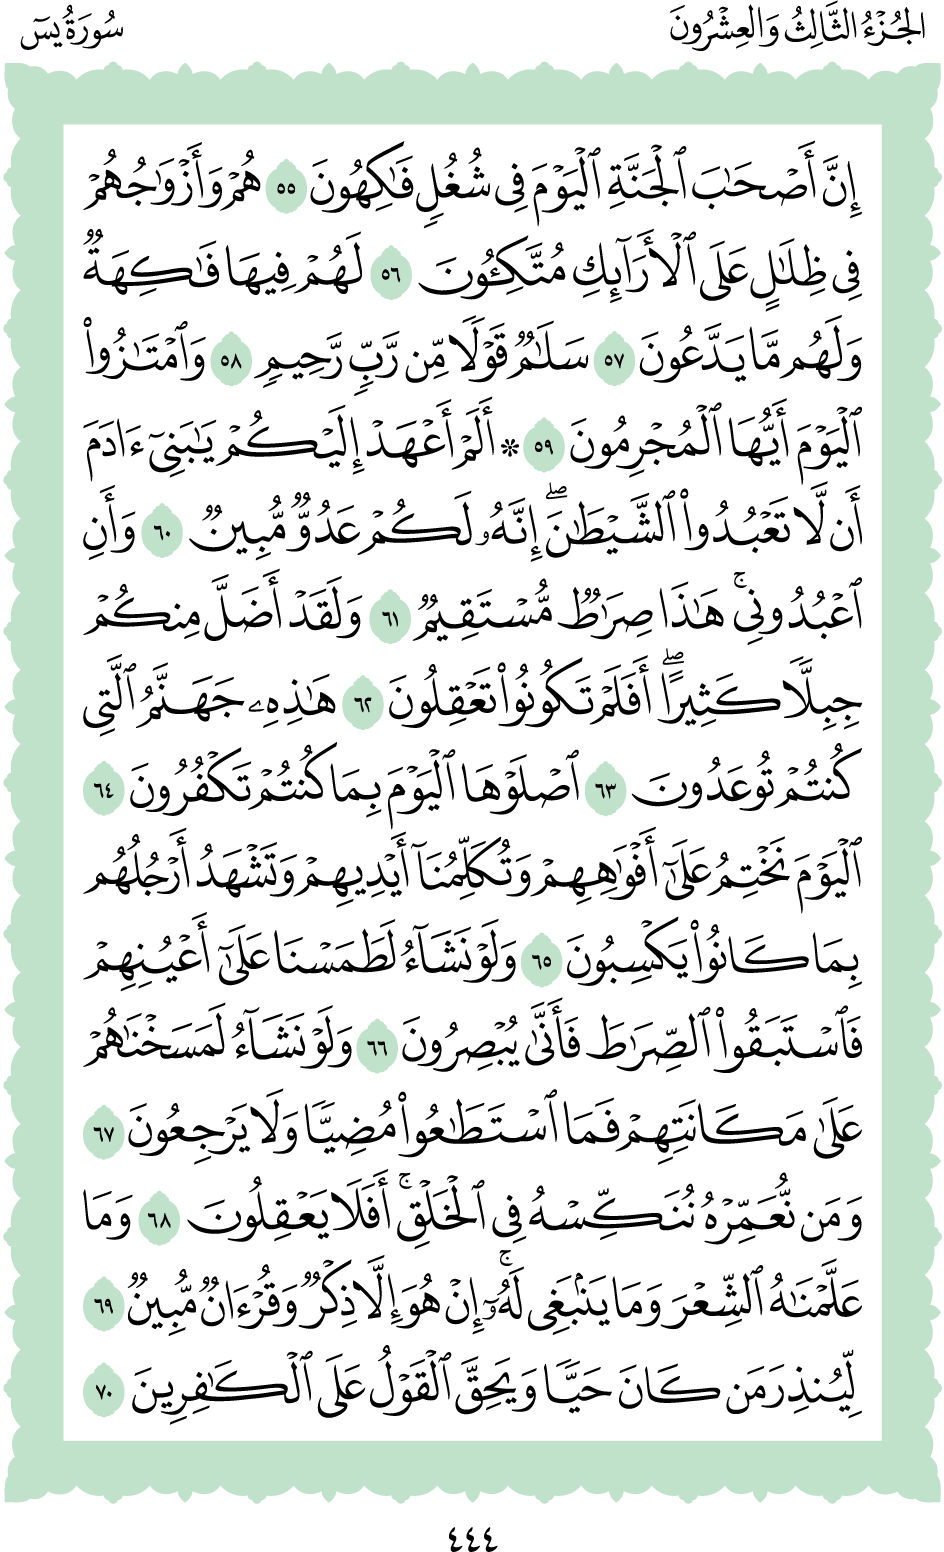 الجُزْءُ الثَّالِثُ وَالعِشْرُونَ
سُورَةُ يسٓ
إِنَّ أَصۡحَٰبَ ٱلۡجَنَّةِ ٱلۡيَوۡمَ فِي شُغُلٖ فَٰكِهُونَ ٥٥ هُمۡ وَأَزۡوَٰجُهُمۡ
فِي ظِلَٰلٍ عَلَى ٱلۡأَرَآئِكِ مُتَّكِـُٔونَ ٥٦ لَهُمۡ فِيهَا فَٰكِهَةٞ
وَلَهُم مَّا يَدَّعُونَ ٥٧ سَلَٰمٞ قَوۡلٗا مِّن رَّبّٖ رَّحِيمٖ ٥٨ وَٱمۡتَٰزُواْ
ٱلۡيَوۡمَ أَيُّهَا ٱلۡمُجۡرِمُونَ ٥٩ * أَلَمۡ أَعۡهَدۡ إِلَيۡكُمۡ يَٰبَنِيٓ ءَادَمَ
أَن لَّا تَعۡبُدُواْ ٱلشَّيۡطَٰنَۖ إِنَّهُۥ لَكُمۡ عَدُوّٞ مُّبِينٞ ٦٠ وَأَنِ
ٱعۡبُدُونِيۚ هَٰذَا صِرَٰطٞ مُّسۡتَقِيمٞ ٦١ وَلَقَدۡ أَضَلَّ مِنكُمۡ
جِبِلّٗا كَثِيرًاۖ أَفَلَمۡ تَكُونُواْ تَعۡقِلُونَ ٦٢ هَٰذِهِۦ جَهَنَّمُ ٱلَّتِي
كُنتُمۡ تُوعَدُونَ ٦٣ ٱصۡلَوۡهَا ٱلۡيَوۡمَ بِمَا كُنتُمۡ تَكۡفُرُونَ ٦٤
ٱلۡيَوۡمَ نَخۡتِمُ عَلَىٰٓ أَفۡوَٰهِهِمۡ وَتُكَلِّمُنَآ أَيۡدِيهِمۡ وَتَشۡهَدُ أَرۡجُلُهُم
بِمَا كَانُواْ يَكۡسِبُونَ ٦٥ وَلَوۡ نَشَآءُ لَطَمَسۡنَا عَلَىٰٓ أَعۡيُنِهِمۡ
فَٱسۡتَبَقُواْ ٱلصِّرَٰطَ فَأَنَّىٰ يُبۡصِرُونَ ٦٦ وَلَوۡ نَشَآءُ لَمَسَخۡنَٰهُمۡ
عَلَىٰ مَكَانَتِهِمۡ فَمَا ٱسۡتَطَٰعُواْ مُضِيّٗا وَلَا يَرۡجِعُونَ ٦٧
وَمَن نُّعَمِّرۡهُ نُنَكِّسۡهُ فِي ٱلۡخَلۡقِۚ أَفَلَا يَعۡقِلُونَ ٦٨ وَمَا
عَلَّمۡنَٰهُ ٱلشِّعۡرَ وَمَا يَنۢبَغِي لَهُۥٓۚ إِنۡ هُوَ إِلَّا ذِكۡرٞ وَقُرۡءَانٞ مُّبِينٞ ٦٩
لِّيُنذِرَ مَن كَانَ حَيّٗا وَيَحِقَّ ٱلۡقَوۡلُ عَلَى ٱلۡكَٰفِرِينَ ٧٠
٤٤٤